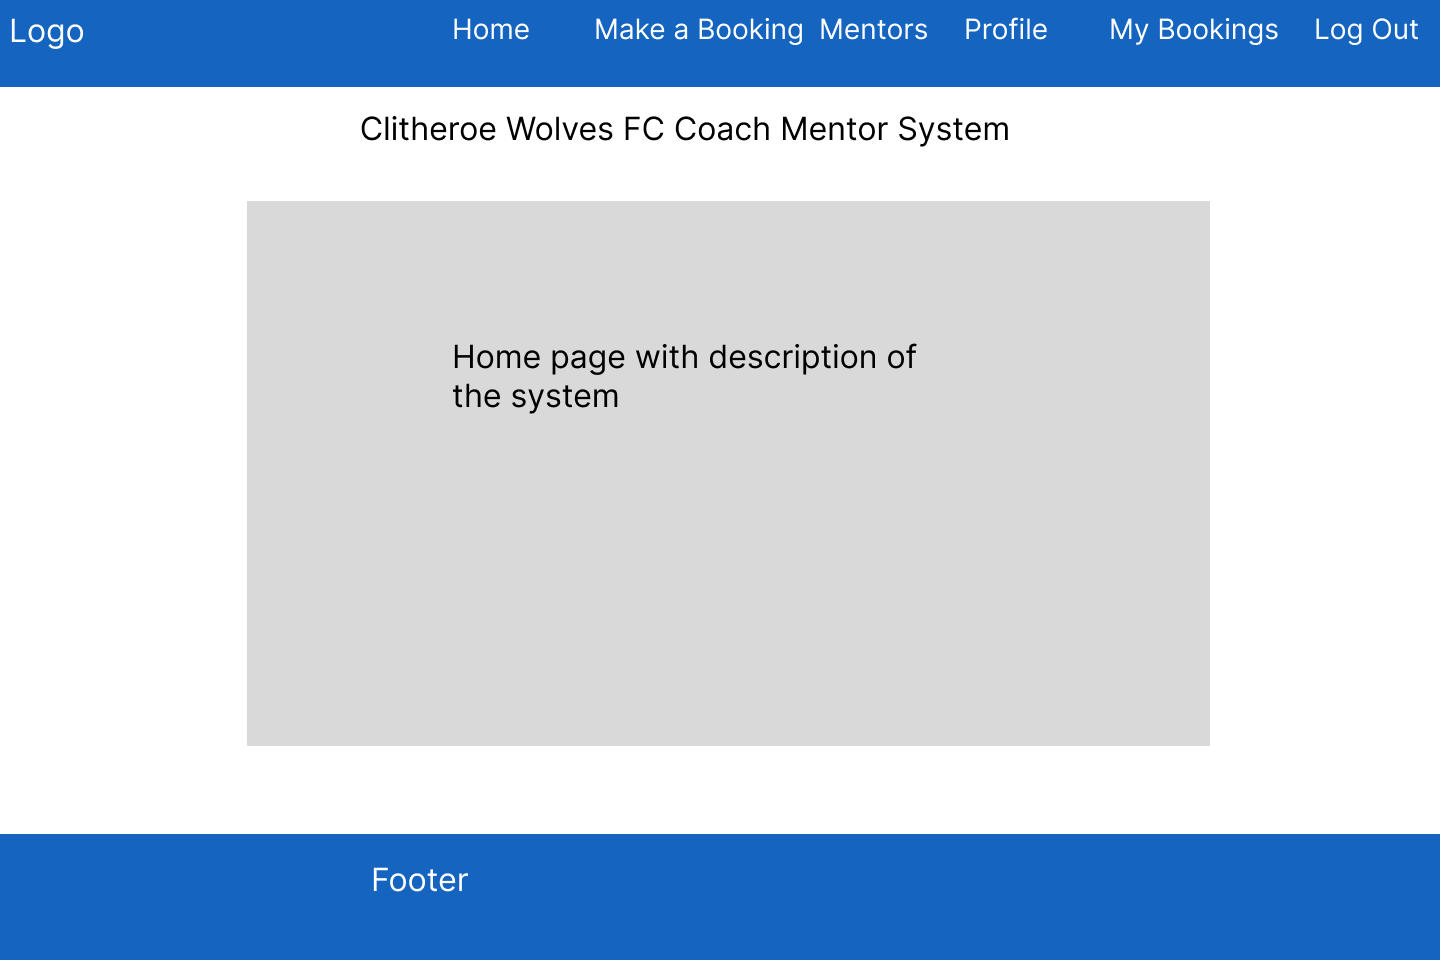 Logo Home Make a Booking Mentors Profile My Bookings Log Out
Clitheroe Wolves FC Coach Mentor System
Home page with description of
the system
Footer